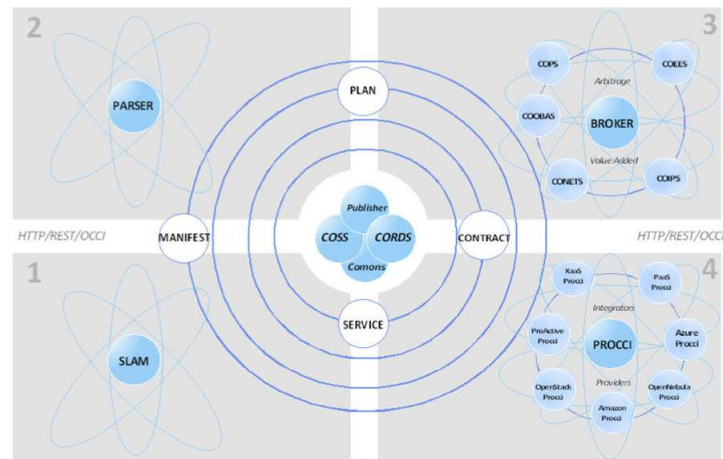 2
PARSER
PLAN
3
COPS
COEES
Arbitrage
COOBAS
BROKER
Value Added
CONETS
COIPS
Publisher
COSS
CORDS
Comons
HTTP/REST/OCCI
MANIFEST
CONTRACT
HTTP/REST/OCCI
1
SLAM
SERVICE
4
XaaS
Procci
PaaS
Procci
Integrators
ProActive
Procci
PROCCI
Azure
Procci
Providers
OpenStack
Procci
OpenNebula
Procci
Amazon
Procci